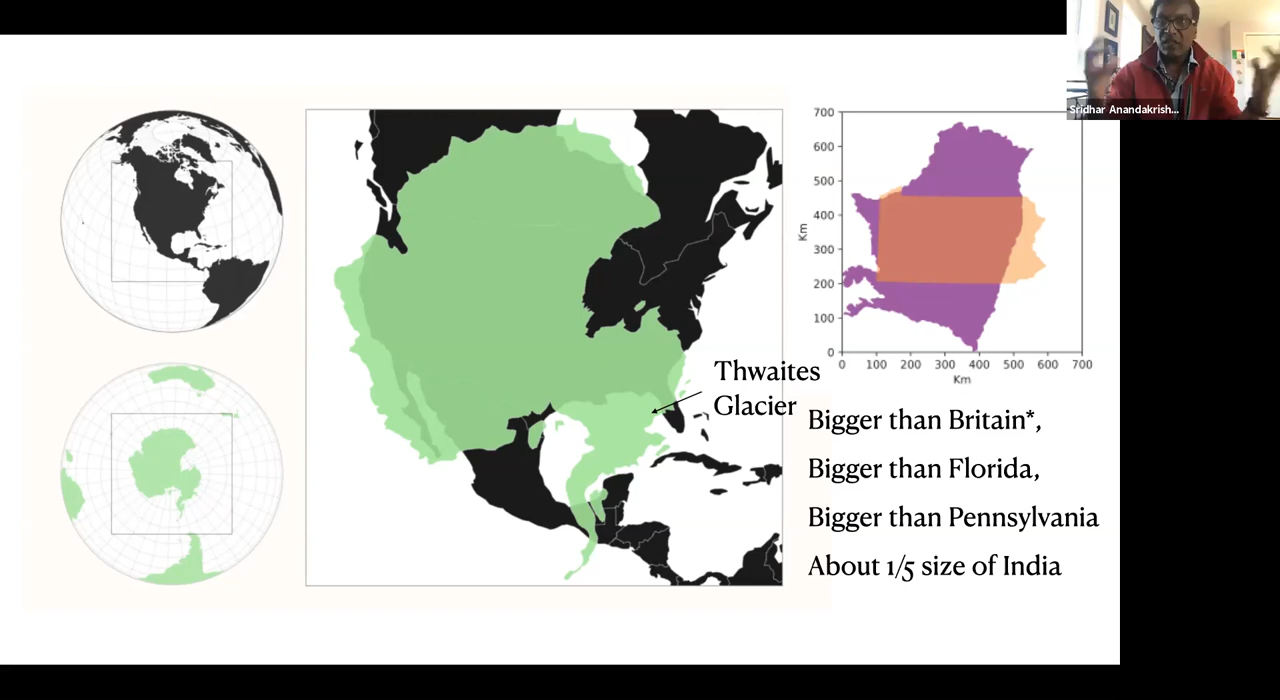 Sridhar Anandakrish...
700
600
500
400
300
200
100
0
Km
0 100 200 300 400 500 600 700
Km
Thwaites
Glacier
Bigger than Britain*,
Bigger than Florida,
Bigger than Pennsylvania
About 1/5 size of India